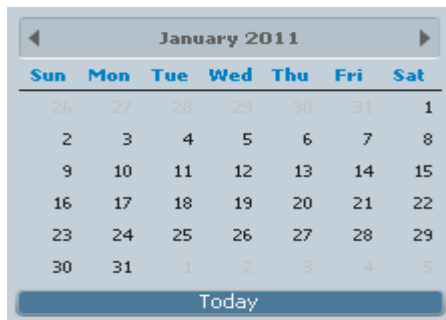 January 2011
Sun Mon Tue Wed Thu Fri Sat
26 27 28 29 30 31 1
2 3 4 5 6 7 8
9 10 11 12 13 14 15
16 17 18 19 20 21 22
23 24 25 26 27 28 29
30 31 1 2 3 4 5
Today